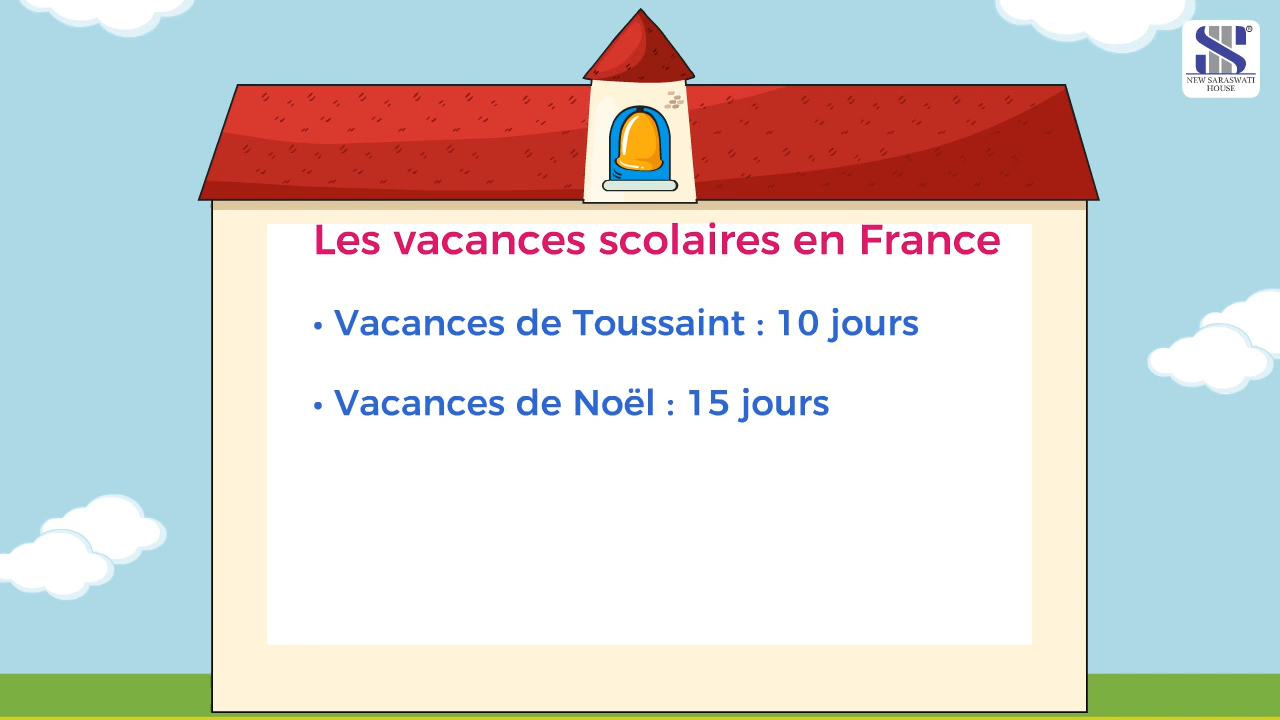 NEW SARASWATI
HOUSE
Les vacances scolaires en France
• Vacances de Toussaint : 10 jours
• Vacances de Noël : 15 jours